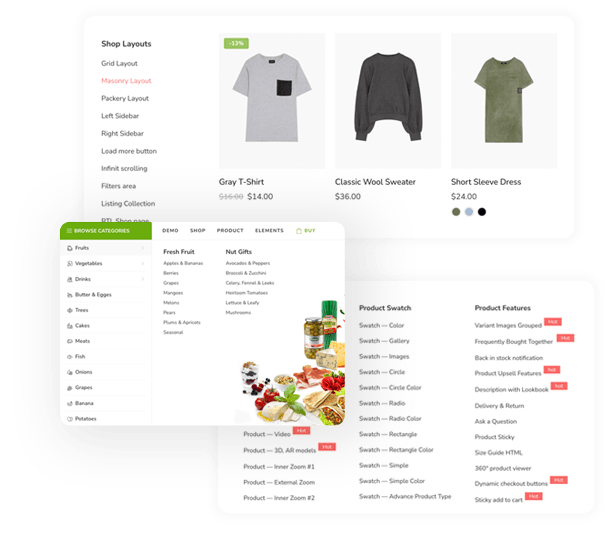 Shop Layouts
Grid Layout
Masonry Layout
Packery Layout
Left Sidebar
Right Sidebar
Load more button
Infinit scrolling
Filters area
Listing Collection
RTL Shop page
-13%
Gray T-Shirt
$16.00 $14.00
Classic Wool Sweater
$36.00
Short Sleeve Dress
$24.00
BROWSE CATEGORIES
DEMO SHOP PRODUCT ELEMENTS BUY
Fruits
Vegetables
Drinks
Butter & Egges
Trees
Cakes
Meats
Fish
Onions
Grapes
Banana
Potatoes
Fresh Fruit
Apples & Bananas
Berries
Grapes
Mangoes
Melons
Pears
Plums & Apricots
Seasonal
Nut Gifts
Avocados & Peppers
Broccoli & Zucchini
Celery, Fennel & Leeks
Heirloom Tomatoes
Lettuce & Leafy
Mushrooms
Product — Video Hot
Product — 3D, AR models Hot
Product — Inner Zoom #1
Product — External Zoom
Product — Inner Zoom #2
Product Swatch
Swatch — Color
Swatch — Gallery
Swatch — Images
Swatch — Circle
Swatch — Circle Color
Swatch — Radio
Swatch — Radio Color
Swatch — Rectangle
Swatch — Rectangle Color
Swatch — Simple
Swatch — Simple Color
Swatch — Advance Product Type
Product Features
Variant Images Grouped Hot
Frequently Bought Together Hot
Back in stock notification
Product Upsell Features Hot
Description with Lookbook Hot
Delivery & Return
Ask a Question
Product Sticky
Size Guide HTML
360° product viewer
Dynamic checkout buttons Hot
Sticky add to cart Hot